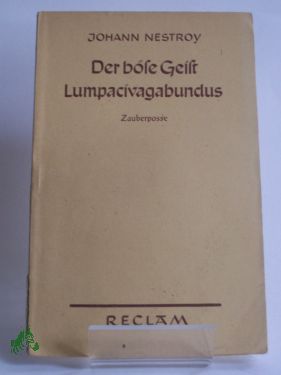 JOHANN NESTROY
Der böse Geist
Lumpacivagabundus
Zauberposse
RECLAM